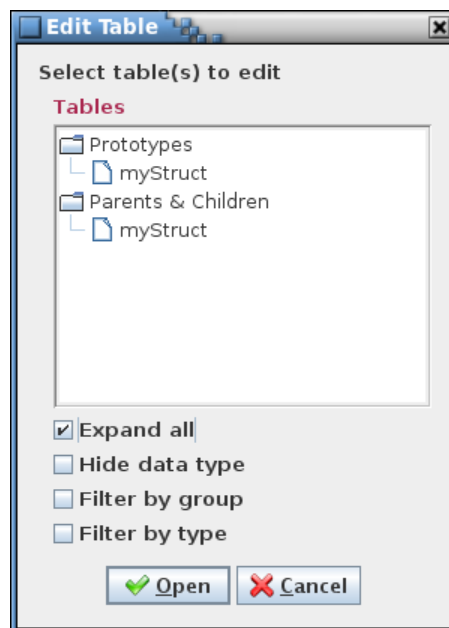 Edit Table
Select table(s) to edit
Tables
Prototypes
myStruct
Parents & Children
myStruct
Expand all
Hide data type
Filter by group
Filter by type
Open Cancel